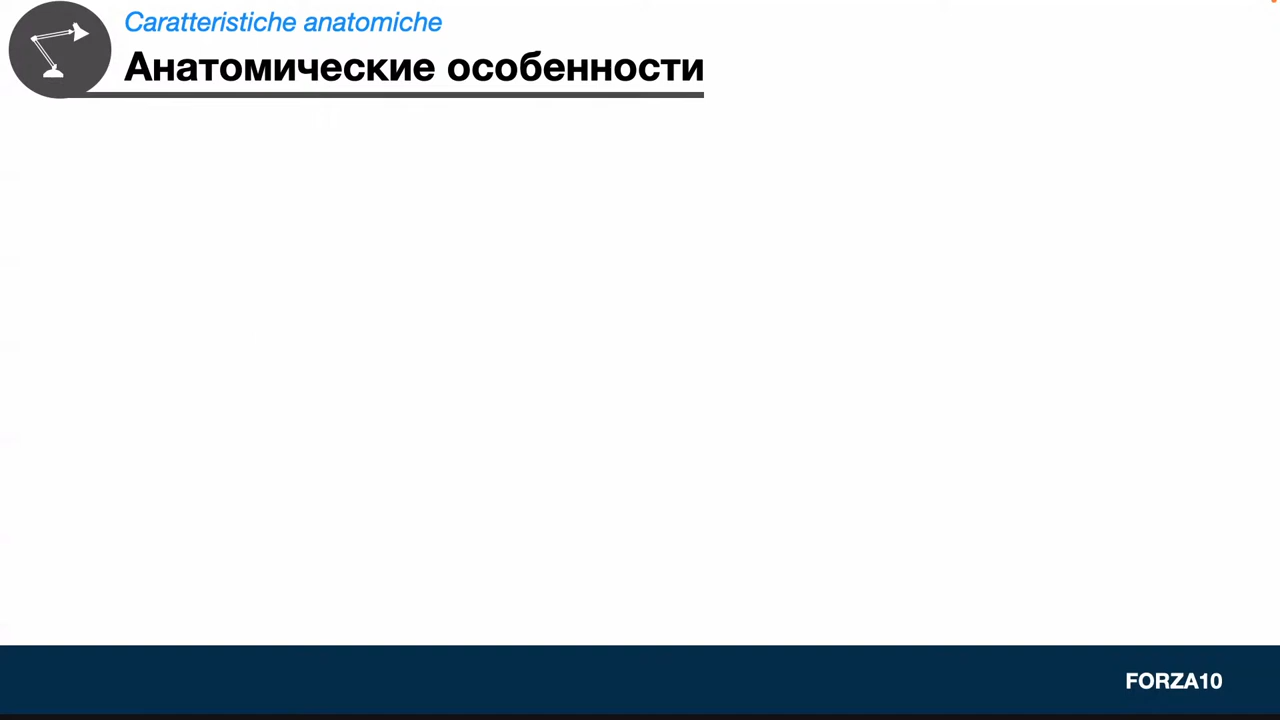 Caratteristiche anatomiche
Анатомические особенности
FORZA10